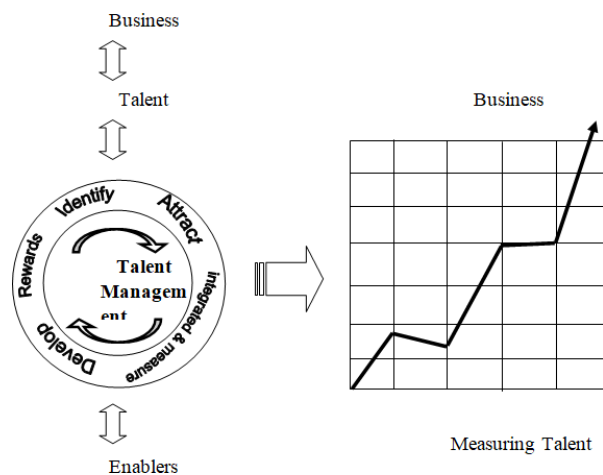 Business
Talent
Business
Identify
Attract
Rewards
Talent
Managem
ent
integrated & measure
Develop
Measuring Talent
Enablers